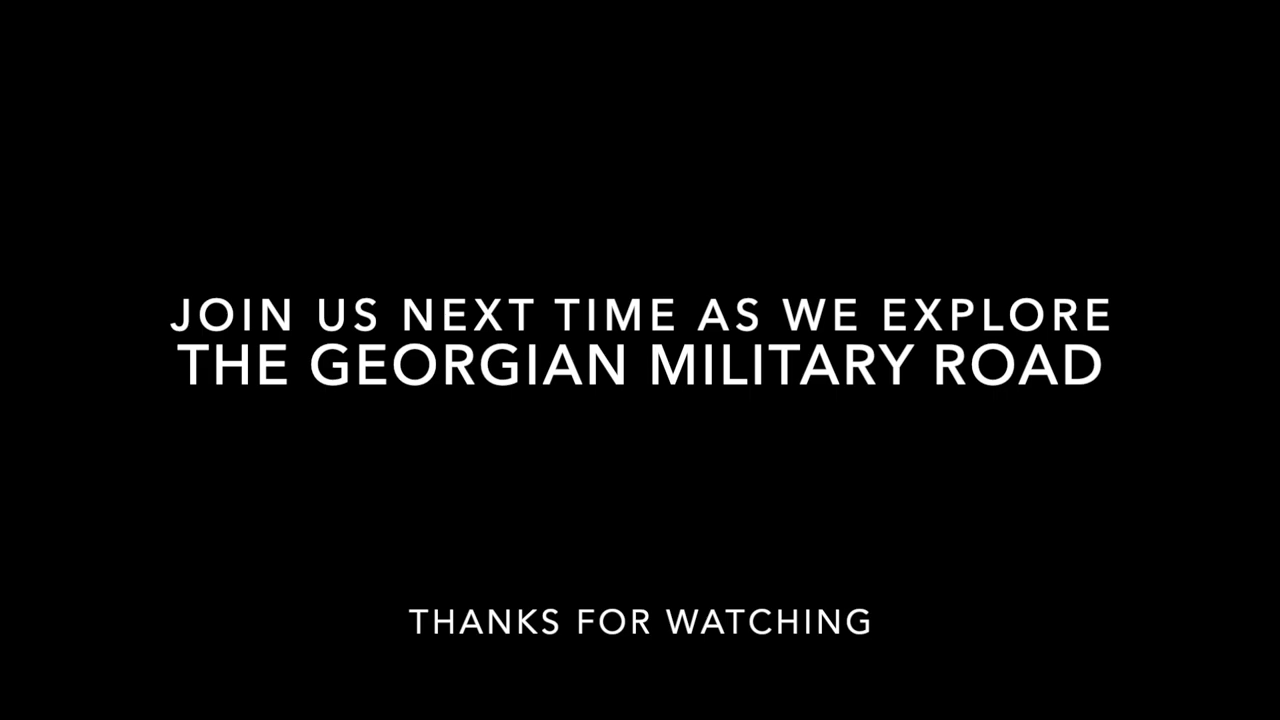 JOIN US NEXT TIME AS WE EXPLORE
THE GEORGIAN MILITARY ROAD
THANKS FOR WATCHING